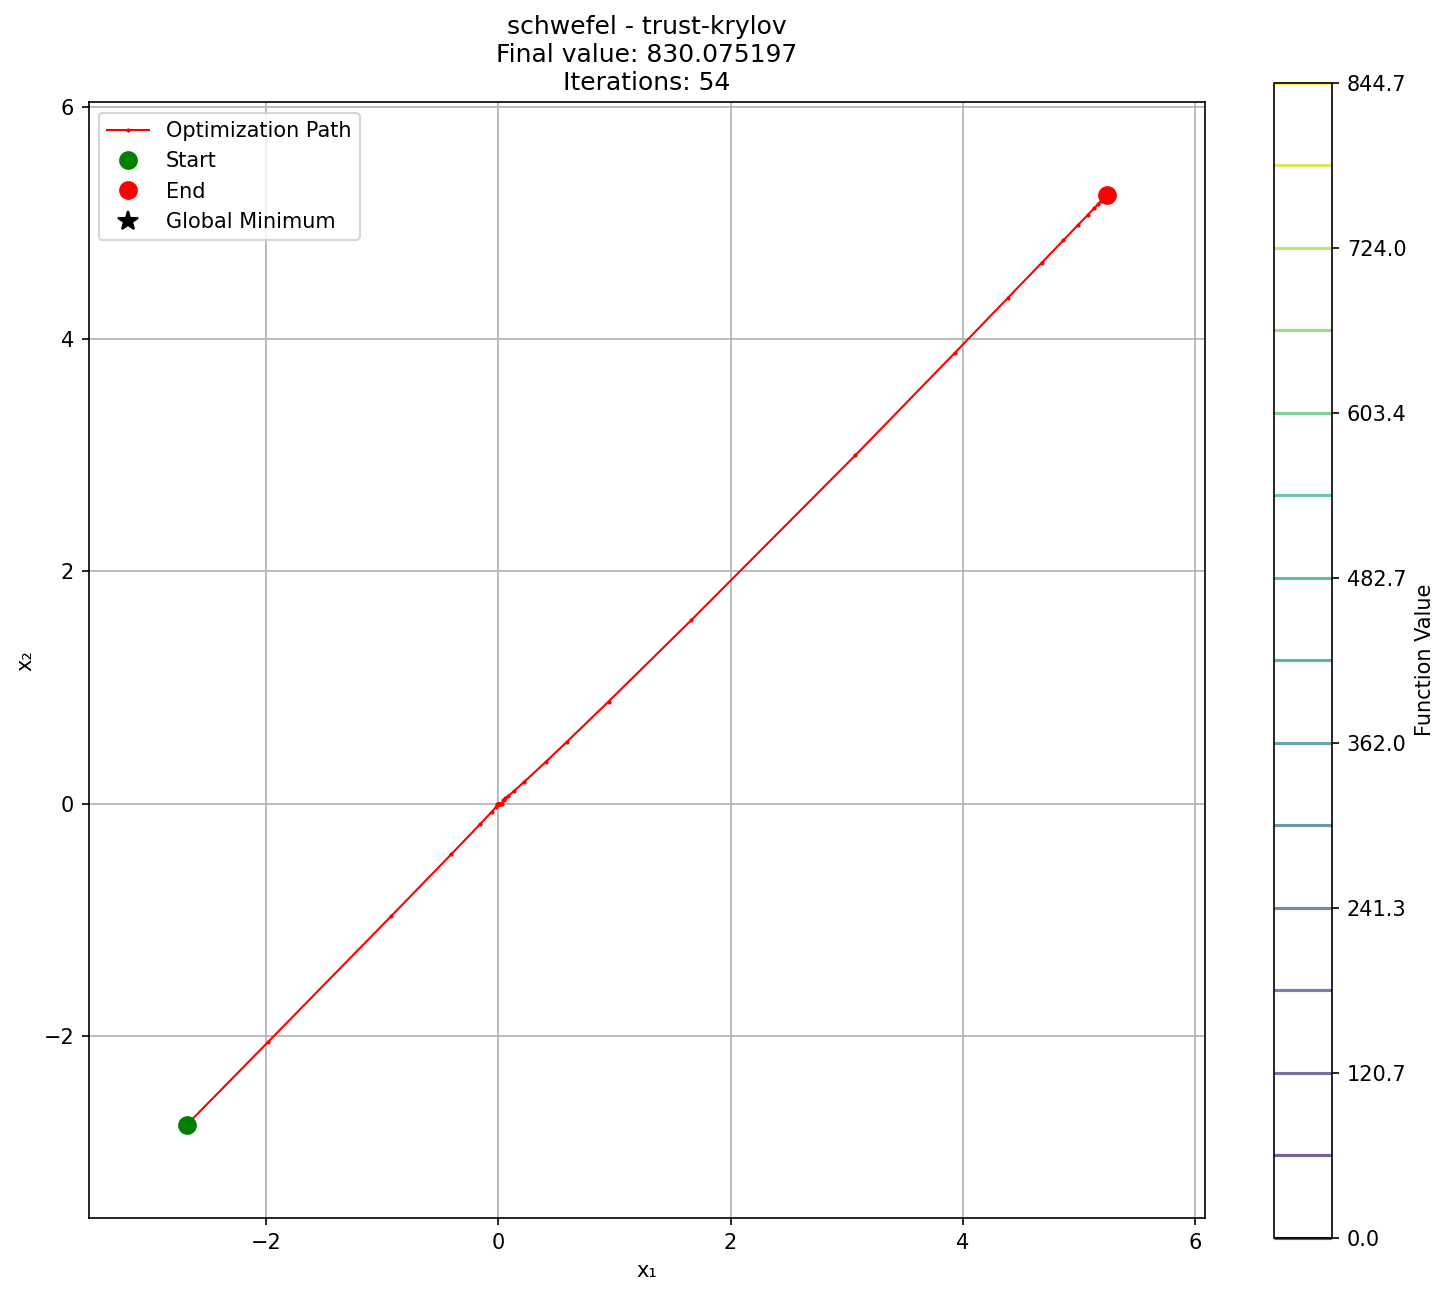 schwefel - trust-krylov
Final value: 830.075197
Iterations: 54
Optimization Path
Start
End
Global Minimum
6
4
2
0
−2
−2
0
2
4
6
x₁
x₂
844.7
724.0
603.4
482.7
362.0
241.3
120.7
0.0
Function Value